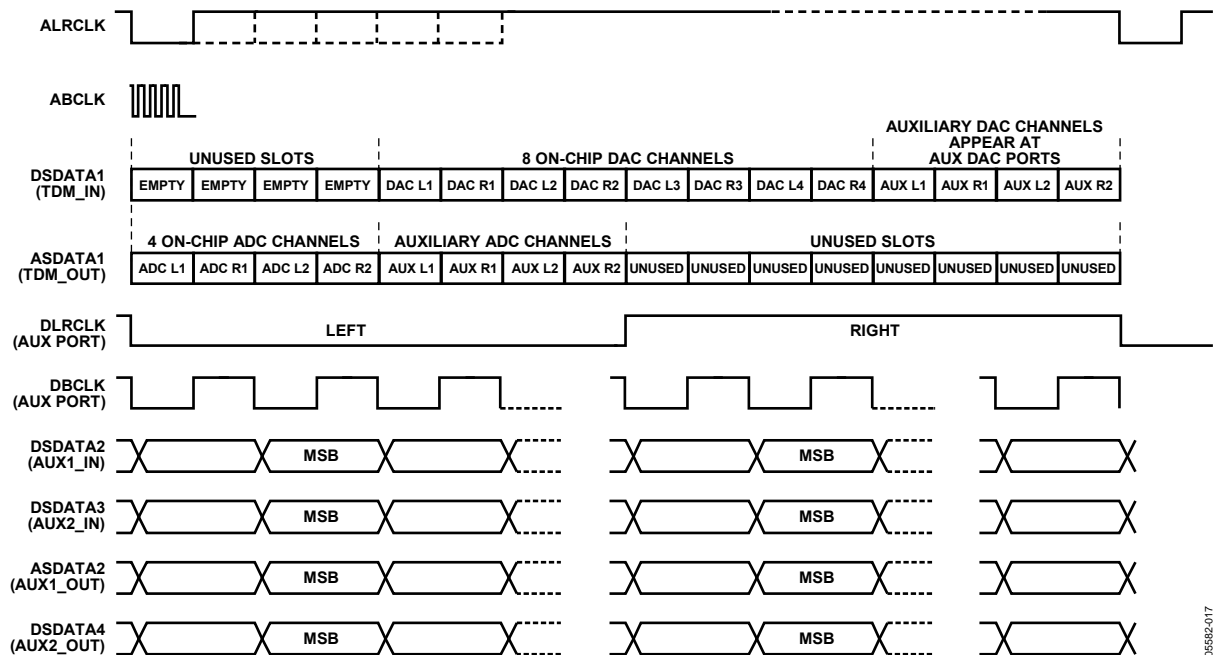 ALRCLK
ABCLK
AUXILIARY DAC CHANNELS
APPEAR AT
AUX DAC PORTS
UNUSED SLOTS
8 ON-CHIP DAC CHANNELS
DSDATA1
(TDM_IN)
EMPTY EMPTY EMPTY EMPTY DAC L1 DAC R1 DAC L2 DAC R2 DAC L3 DAC R3 DAC L4 DAC R4 AUX L1 AUX R1 AUX L2 AUX R2
4 ON-CHIP ADC CHANNELS
AUXILIARY ADC CHANNELS
UNUSED SLOTS
ASDATA1
(TDM_OUT)
ADC L1 ADC R1 ADC L2 ADC R2 AUX L1 AUX R1 AUX L2 AUX R2 UNUSED UNUSED UNUSED UNUSED UNUSED UNUSED UNUSED UNUSED
DLRCLK
(AUX PORT)
LEFT
RIGHT
DBCLK
(AUX PORT)
DSDATA2
(AUX1_IN)
MSB
MSB
DSDATA3
(AUX2_IN)
MSB
MSB
ASDATA2
(AUX1_OUT)
MSB
MSB
DSDATA4
(AUX2_OUT)
MSB
MSB
05582-017